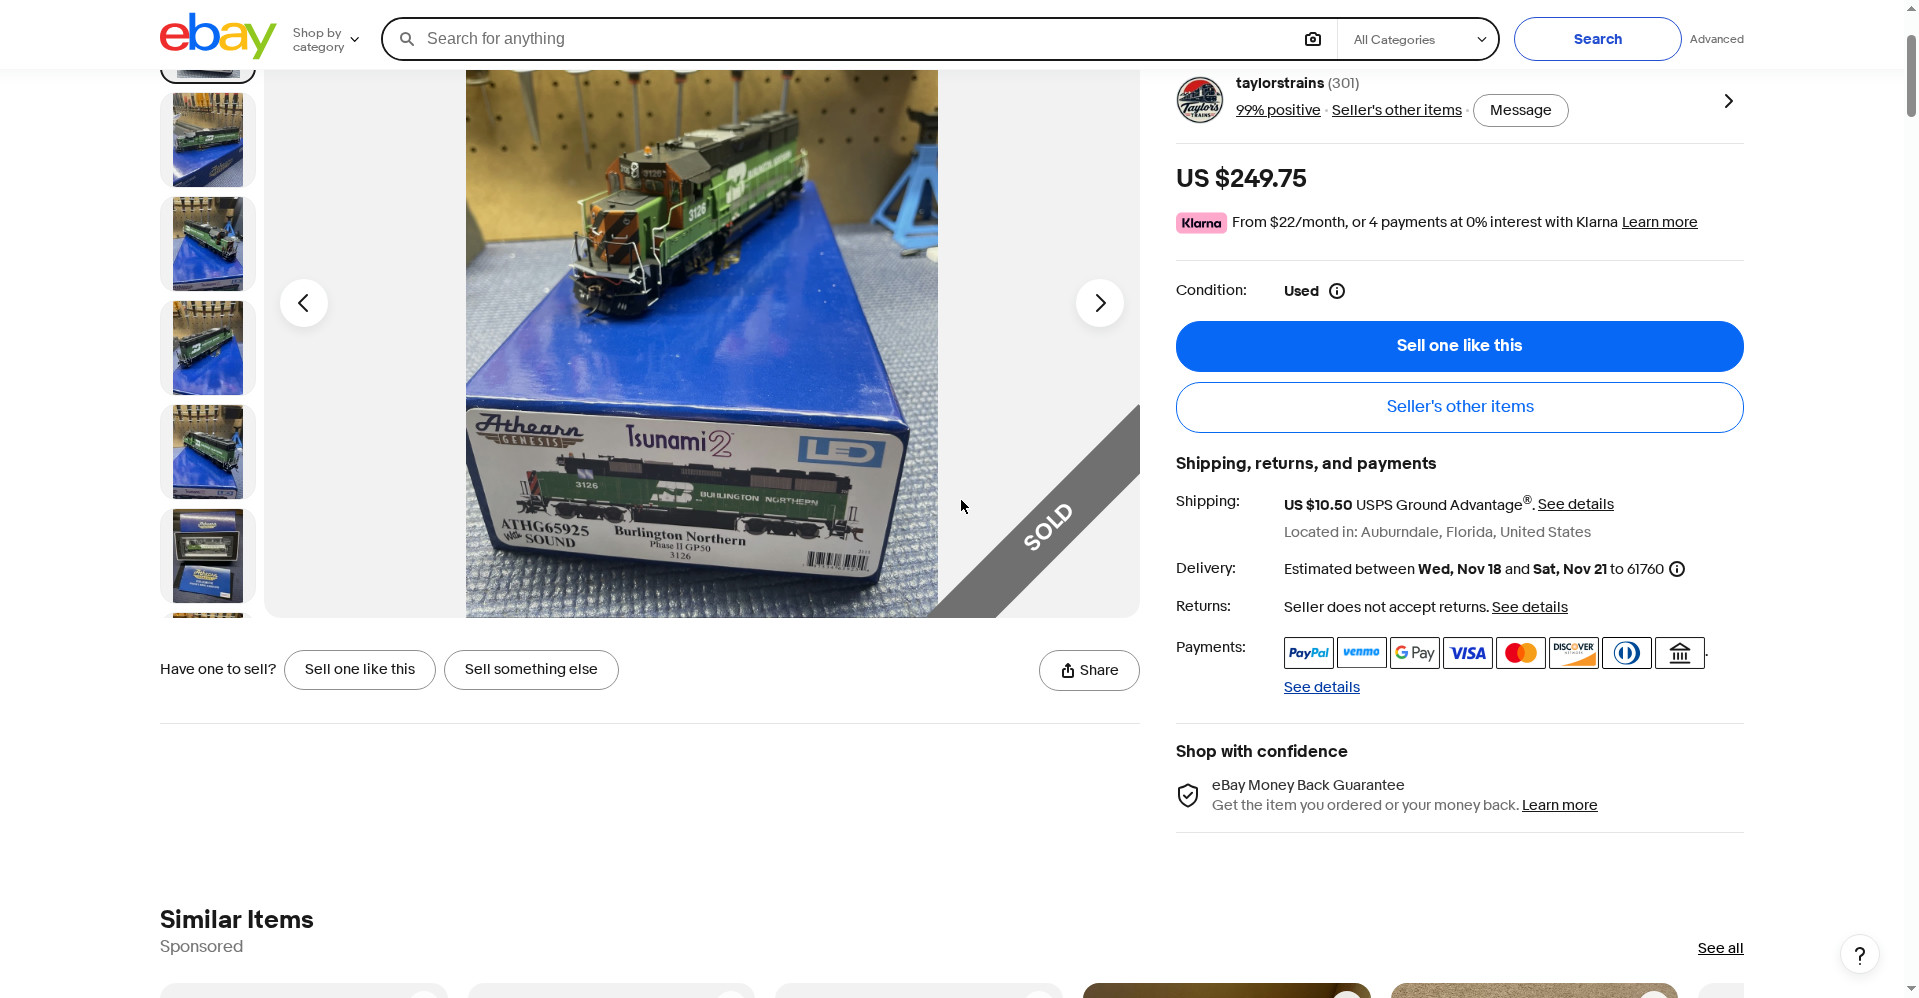 ebay
Shop by
category
Search for anything
All Categories
Search
Advanced
taylorstrains (301)
99% positive · Seller's other items · Message
US $249.75
Klarna From $22/month, or 4 payments at 0% interest with Klarna Learn more
Condition: Used
Sell one like this
Seller's other items
Shipping, returns, and payments
Shipping: US $10.50 USPS Ground Advantage®. See details
Located in: Auburndale, Florida, United States
Delivery: Estimated between Wed, Nov 18 and Sat, Nov 21 to 61760
Returns: Seller does not accept returns. See details
Payments: PayPal venmo G Pay VISA DISCOVER
See details
3126
3126
Athearn
GENESIS
Tsunami2
LED
3126
BURLINGTON NORTHERN
ATHG65925
With SOUND
Burlington Northern
Phase II GP50
3126
SOLD
Have one to sell? Sell one like this Sell something else
Share
Shop with confidence
eBay Money Back Guarantee
Get the item you ordered or your money back. Learn more
Similar Items
Sponsored
See all
?